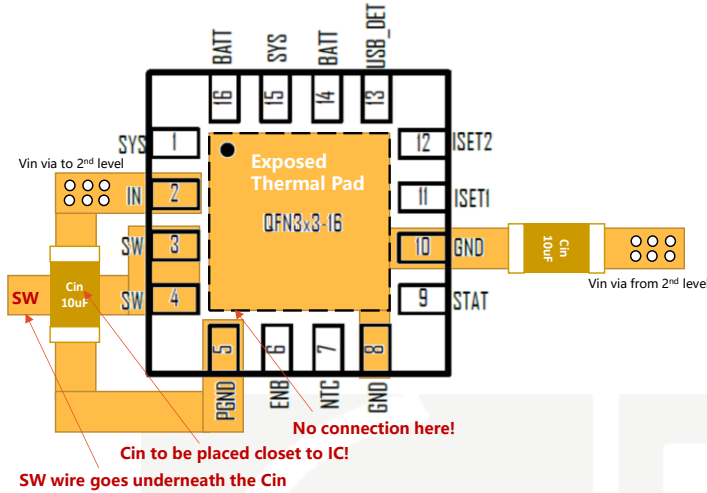 BATT
SYS
BATT
USB_DET
16
15
14
13
SYS
1
12
ISET2
Vin via to 2nd level
Exposed
Thermal Pad
IN
2
11
ISET1
QFN3x3-16
SW
3
10
GND
Cin
10uF
Vin via from 2nd level
SW
Cin
10uF
SW
4
9
STAT
5
6
7
8
PGND
ENB
NTC
GND
No connection here!
Cin to be placed closet to IC!
SW wire goes underneath the Cin